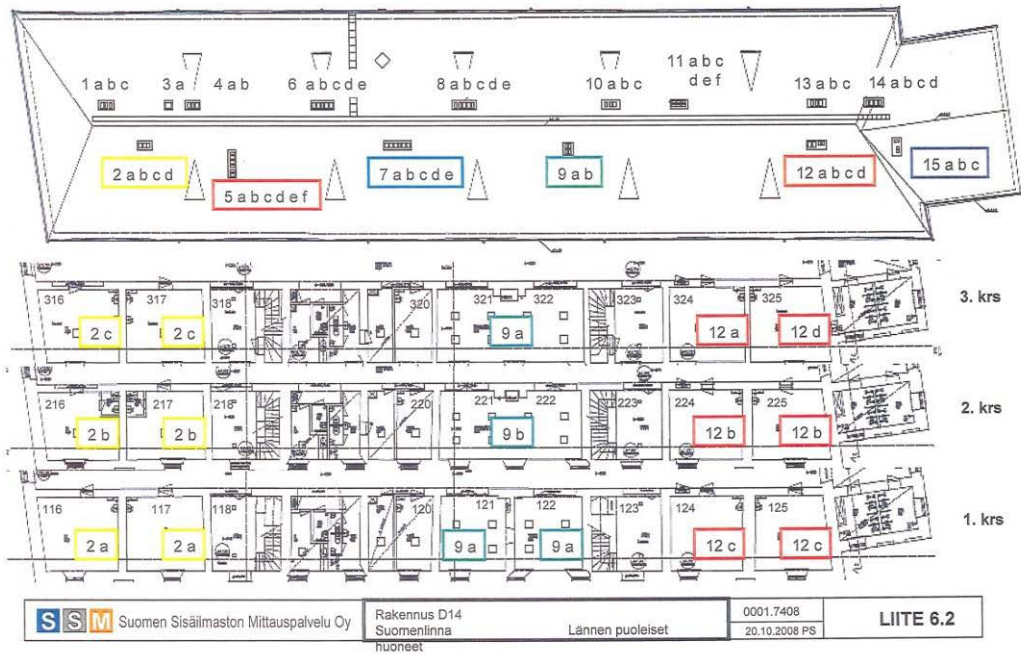 1 a b c
3 a
4 a b
6 a b c d e
8 a b c d e
10 a b c
11 a b c
d e f
13 a b c
14 a b c d
2 a b c d
5 a b c d e f
7 a b c d e
9 a b
12 a b c d
15 a b c
316
317
318
320
321
322
323
324
325
3. krs
2 c
2 c
9 a
12 a
12 d
216
217
218
220
221
222
223
224
225
2. krs
2 b
2 b
9 b
12 b
12 b
116
117
118
120
121
122
123
124
125
1. krs
2 a
2 a
9 a
9 a
12 c
12 c
SSM Suomen Sisäilmaston Mittauspalvelu Oy
Rakennus D14
Suomenlinna
huoneet
Lännen puoleiset
0001.7408
20.10.2008 PS
LIITE 6.2